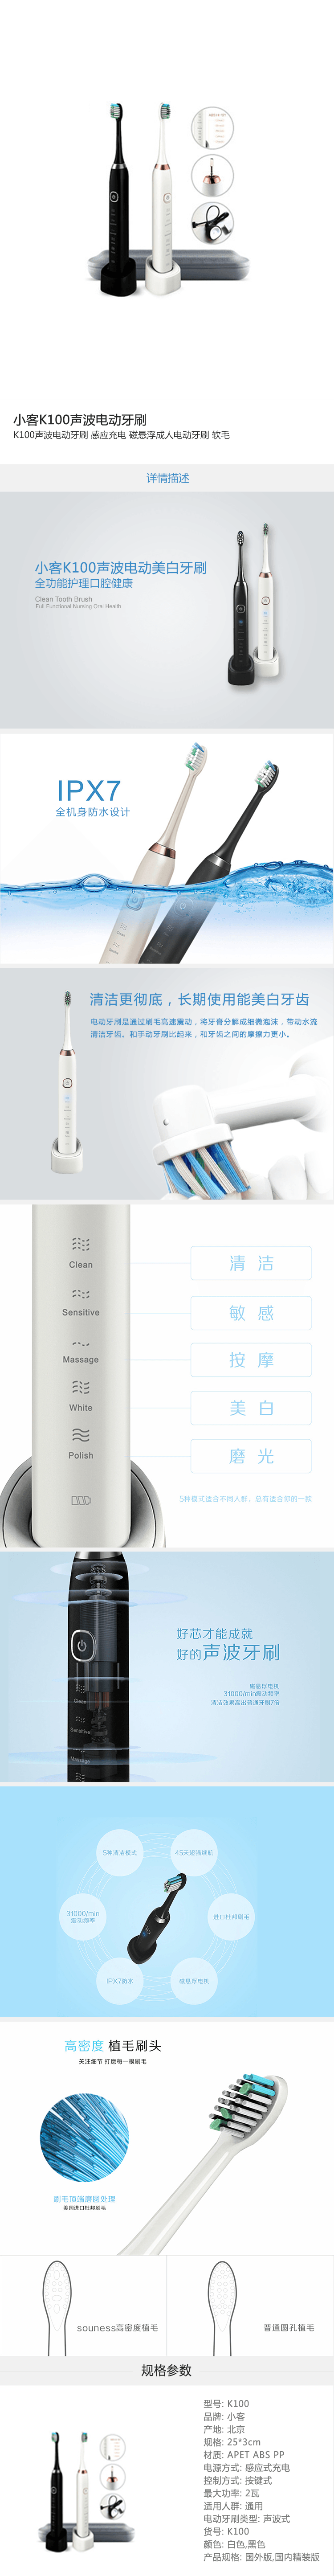 小客K100声波电动牙刷
K100声波电动牙刷 感应充电 磁悬浮成人电动牙刷 软毛
详情描述
小客K100声波电动美白牙刷
全功能护理口腔健康
Clean Tooth Brush
Full Functional Nursing Oral Health
IPX7
全机身防水设计
清洁更彻底，长期使用能美白牙齿
电动牙刷是通过刷毛高速震动，将牙膏分解成细微泡沫，带动水流
清洁牙齿。和手动牙刷比起来，和牙齿之间的摩擦力更小。
Clean
清洁
Sensitive
敏感
Massage
按摩
White
美白
Polish
磨光
5种模式适合不同人群，总有适合你的一款
好芯才能成就
好的声波牙刷
磁悬浮电机
31000/min震动频率
清洁效果高出普通牙刷7倍
Clean
Sensitive
Massage
5种清洁模式
45天超强续航
31000/min
震动频率
进口杜邦刷毛
IPX7防水
磁悬浮电机
高密度 植毛刷头
关注细节 打磨每一根刷毛
刷毛顶端磨圆处理
美国进口杜邦刷毛
souness高密度植毛
普通圆孔植毛
规格参数
型号: K100
品牌: 小客
产地: 北京
规格: 25*3cm
材质: APET ABS PP
电源方式: 感应式充电
控制方式: 按键式
最大功率: 2瓦
适用人群: 通用
电动牙刷类型: 声波式
货号: K100
颜色: 白色,黑色
产品规格: 国外版,国内精装版